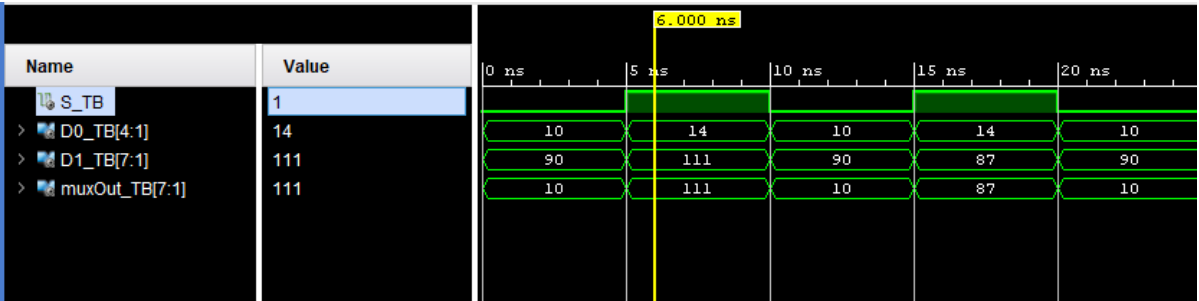 6.000 ns
Name Value 0 ns 5 ns 10 ns 15 ns 20 ns
S_TB 1
> D0_TB[4:1] 14 10 14 10 14 10
> D1_TB[7:1] 111 90 111 90 87 90
> muxOut_TB[7:1] 111 10 111 10 87 10